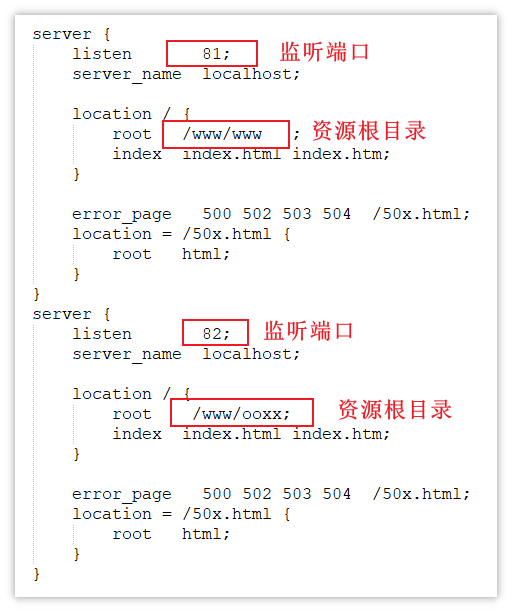 server {
listen 81; 监听端口
server_name localhost;
location / {
root /www/www ; 资源根目录
index index.html index.htm;
}
error_page 500 502 503 504 /50x.html;
location = /50x.html {
root html;
}
}
server {
listen 82; 监听端口
server_name localhost;
location / {
root /www/ooxx; 资源根目录
index index.html index.htm;
}
error_page 500 502 503 504 /50x.html;
location = /50x.html {
root html;
}
}